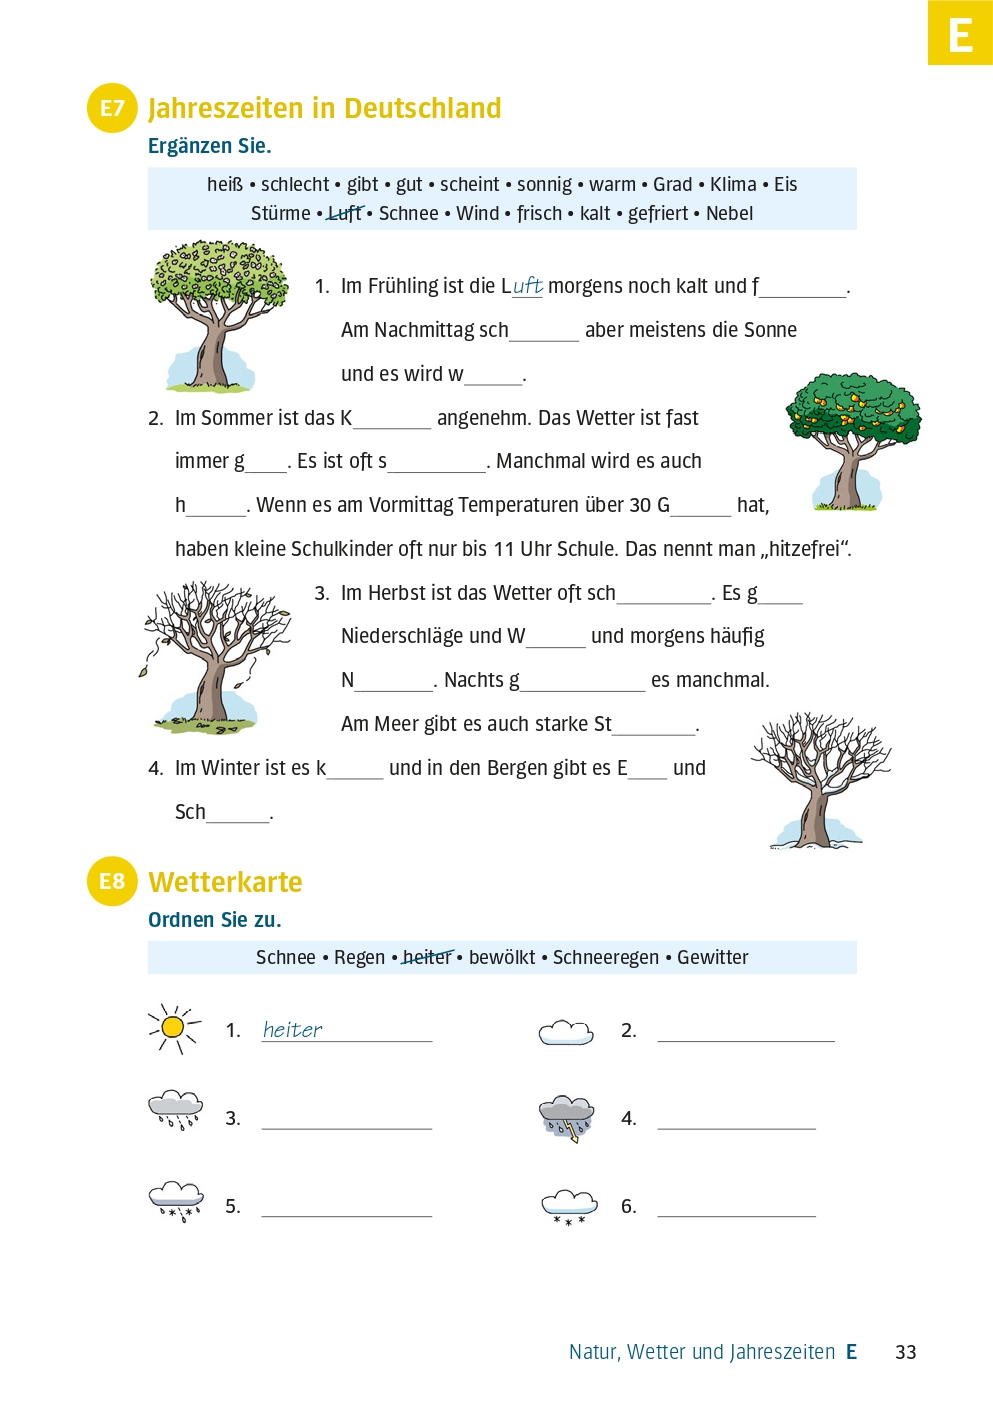 E
E7 Jahreszeiten in Deutschland
Ergänzen Sie.
heiß • schlecht • gibt • gut • scheint • sonnig • warm • Grad • Klima • Eis
Stürme • Luft • Schnee • Wind • frisch • kalt • gefriert • Nebel
1. Im Frühling ist die Luft morgens noch kalt und f________.
Am Nachmittag sch_______ aber meistens die Sonne
und es wird w______.
2. Im Sommer ist das K________ angenehm. Das Wetter ist fast
immer g____. Es ist oft s_________. Manchmal wird es auch
h______. Wenn es am Vormittag Temperaturen über 30 G______ hat,
haben kleine Schulkinder oft nur bis 11 Uhr Schule. Das nennt man „hitzefrei“.
3. Im Herbst ist das Wetter oft sch_________. Es g____
Niederschläge und W______ und morgens häufig
N________. Nachts g____________ es manchmal.
Am Meer gibt es auch starke St________.
4. Im Winter ist es k______ und in den Bergen gibt es E____ und
Sch______.
E8 Wetterkarte
Ordnen Sie zu.
Schnee • Regen • heiter • bewölkt • Schneeregen • Gewitter
1. heiter
2. ________________
3. ________________
4. ________________
5. ________________
6. ________________
Natur, Wetter und Jahreszeiten E 33